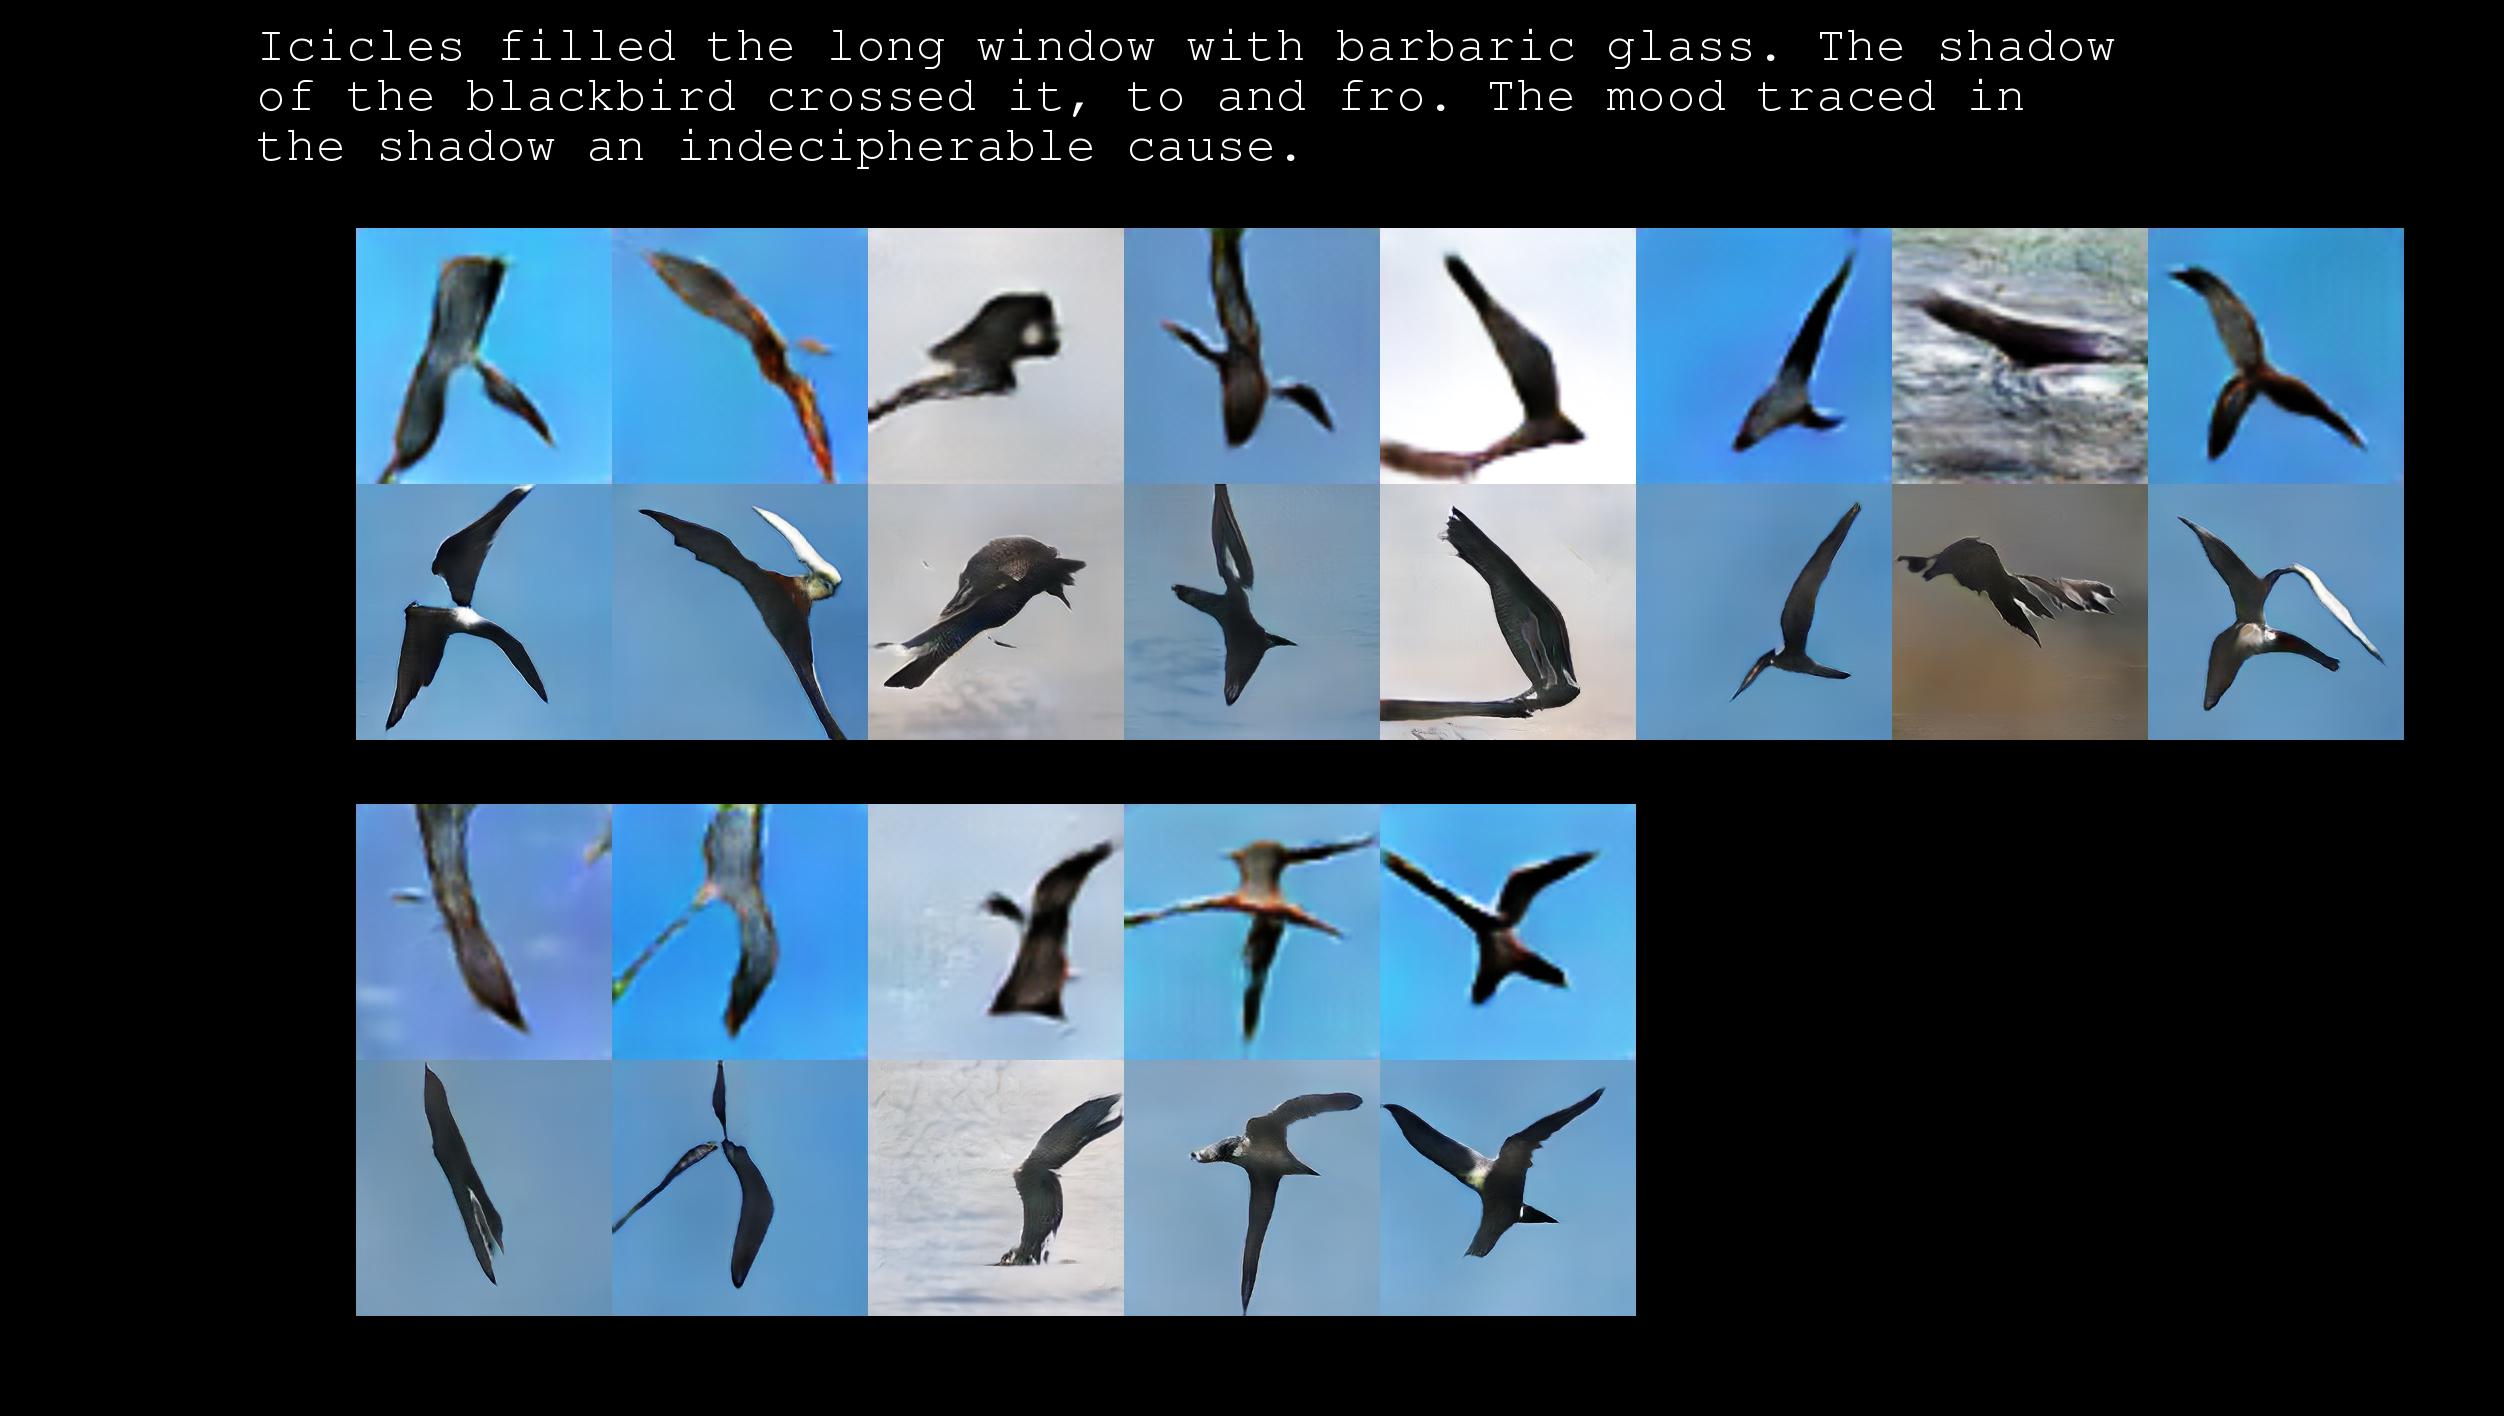 Icicles filled the long window with barbaric glass. The shadow
of the blackbird crossed it, to and fro. The mood traced in
the shadow an indecipherable cause.